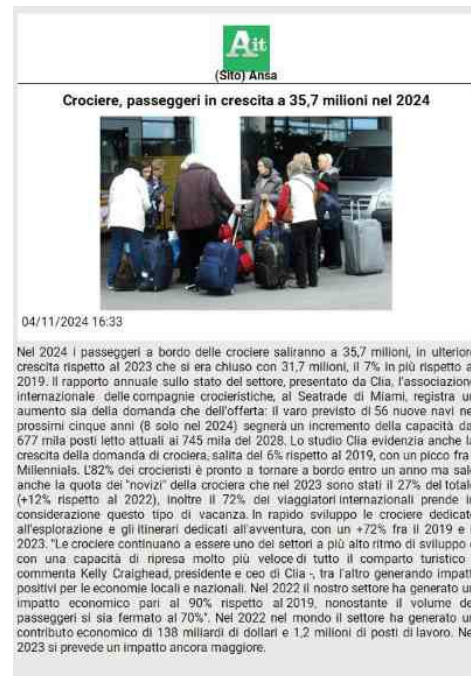 Ait
(Sito) Ansa
Crociere, passeggeri in crescita a 35,7 milioni nel 2024
04/11/2024 16:33
Nel 2024 i passeggeri a bordo delle crociere saliranno a 35,7 milioni, in ulteriore
crescita rispetto al 2023 che si era chiuso con 31,7 milioni, il 7% in più rispetto al
2019. Il rapporto annuale sullo stato del settore, presentato da Clia, l'associazione
internazionale delle compagnie crocieristiche, al Seatrade di Miami, registra un
aumento sia della domanda che dell'offerta: il varo previsto di 56 nuove navi nei
prossimi cinque anni (8 solo nel 2024) segnerà un incremento della capacità dai
677 mila posti letto attuali ai 745 mila del 2028. Lo studio Clia evidenzia anche la
crescita della domanda di crociera, salita del 6% rispetto al 2019, con un picco fra i
Millennials. L'82% dei crocieristi è pronto a tornare a bordo entro un anno ma sale
anche la quota dei "novizi" della crociera che nel 2023 sono stati il 27% del totale
(+12% rispetto al 2022), inoltre il 72% dei viaggiatori internazionali prende in
considerazione questo tipo di vacanza. In rapido sviluppo le crociere dedicate
all'esplorazione e gli itinerari dedicati all'avventura, con un +72% fra il 2019 e il
2023. "Le crociere continuano a essere uno dei settori a più alto ritmo di sviluppo e
con una capacità di ripresa molto più veloce di tutto il comparto turistico -
commenta Kelly Craighead, presidente e ceo di Clia -, tra l'altro generando impatti
positivi per le economie locali e nazionali. Nel 2022 il nostro settore ha generato un
impatto economico pari al 90% rispetto al 2019, nonostante il volume dei
passeggeri si sia fermato al 70%". Nel 2022 nel mondo il settore ha generato un
contributo economico di 138 miliardi di dollari e 1,2 milioni di posti di lavoro. Nel
2023 si prevede un impatto ancora maggiore.